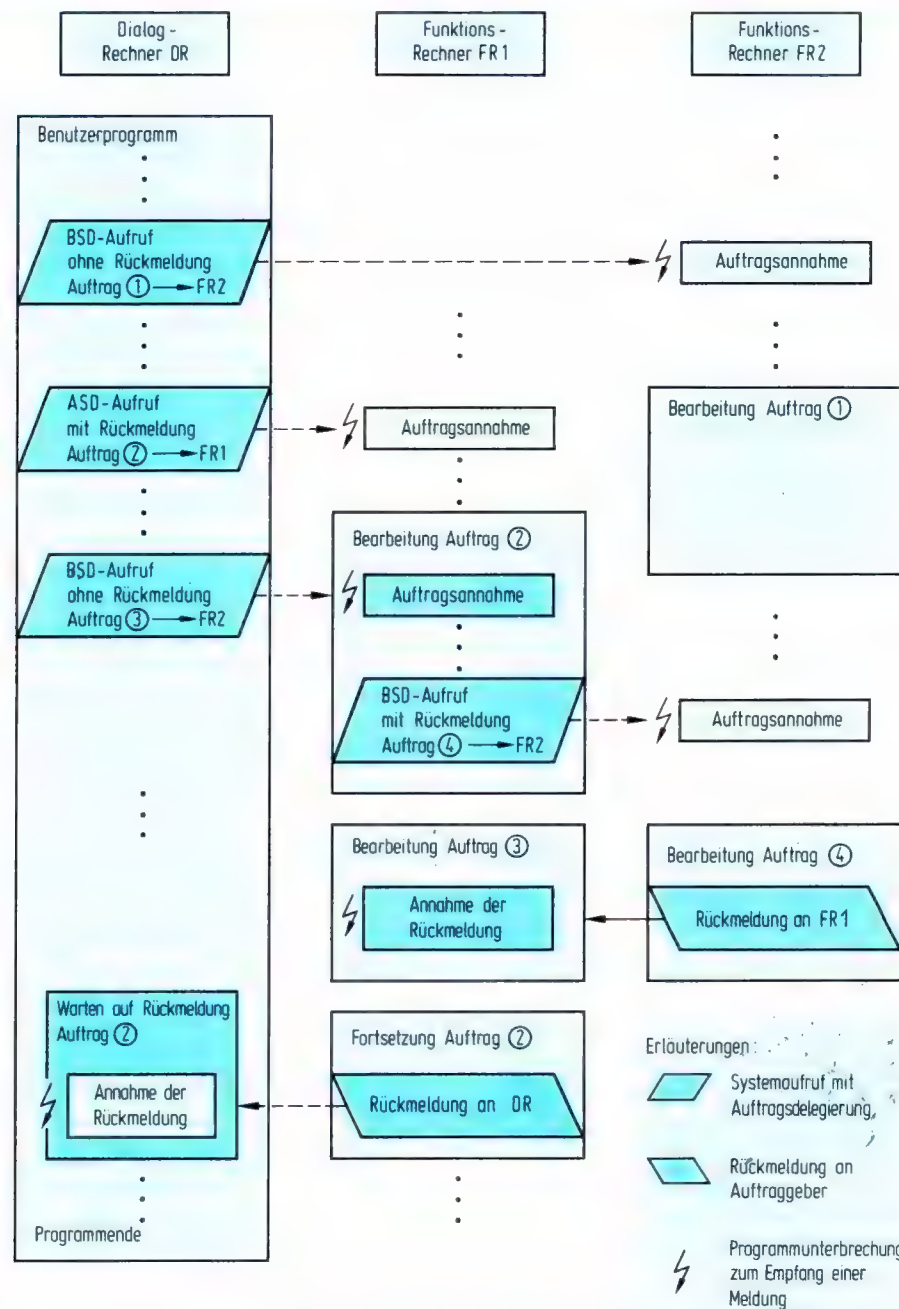 Dialog-
Rechner DR
Funktions-
Rechner FR1
Funktions-
Rechner FR2
Benutzerprogramm
BSD-Aufruf
ohne Rückmeldung
Auftrag ① → FR2
Auftragsannahme
ASD-Aufruf
mit Rückmeldung
Auftrag ② → FR1
Auftragsannahme
Bearbeitung Auftrag ①
BSD-Aufruf
ohne Rückmeldung
Auftrag ③ → FR2
Bearbeitung Auftrag ②
Auftragsannahme
BSD-Aufruf
mit Rückmeldung
Auftrag ④ → FR2
Auftragsannahme
Bearbeitung Auftrag ③
Annahme der
Rückmeldung
Bearbeitung Auftrag ④
Rückmeldung an FR1
Warten auf Rückmeldung
Auftrag ②
Annahme der
Rückmeldung
Fortsetzung Auftrag ②
Rückmeldung an DR
Programmende
Erläuterungen:
Systemaufruf mit
Auftragsdelegierung
Rückmeldung an
Auftraggeber
Programmunterbrechung
zum Empfang einer
Meldung